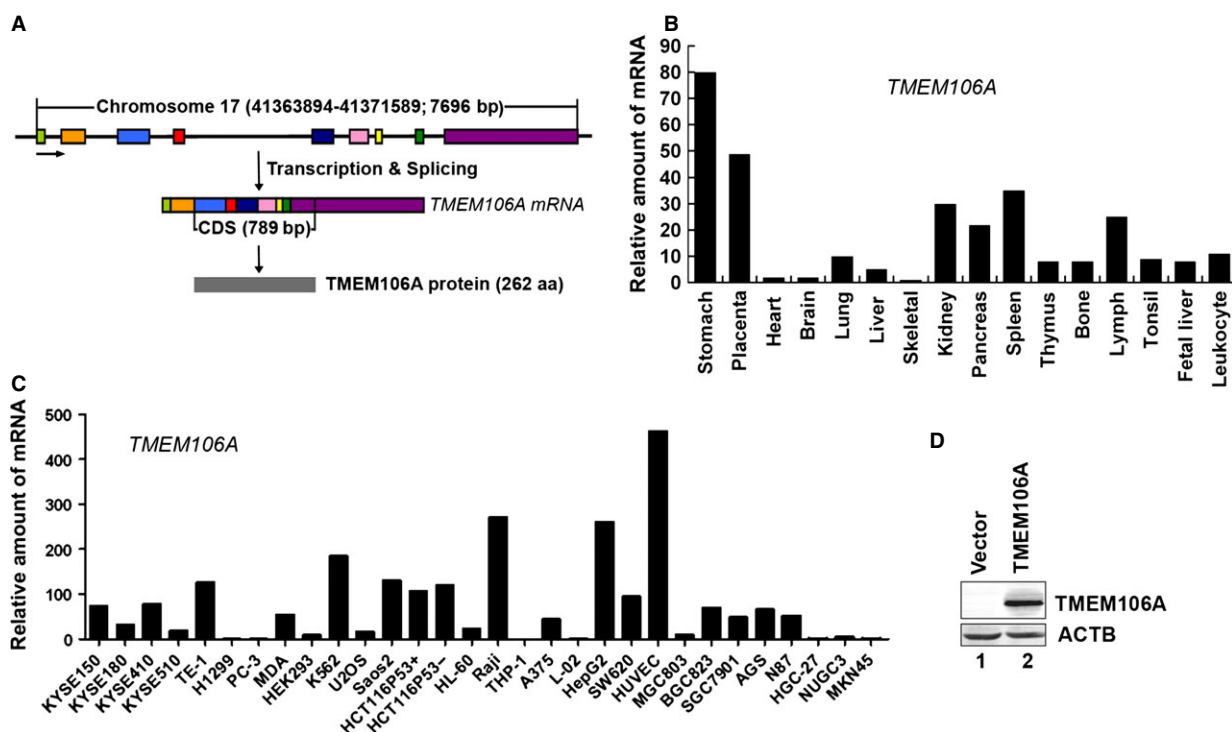 A
Chromosome 17 (41363894-41371589; 7696 bp)
Transcription & Splicing
TMEM106A mRNA
CDS (789 bp)
TMEM106A protein (262 aa)
B
TMEM106A
Relative amount of mRNA
90
80
70
60
50
40
30
20
10
0
Stomach
Placenta
Heart
Brain
Lung
Liver
Skeletal
Kidney
Pancreas
Spleen
Thymus
Bone
Lymph
Tonsil
Fetal liver
Leukocyte
C
TMEM106A
Relative amount of mRNA
500
400
300
200
100
0
KYSE150
KYSE180
KYSE410
KYSE510
TE-1
H1299
PC-3
MDA
HEK293
K562
U2OS
Saos2
HCT116P53+
HCT116P53–
HL-60
Raji
THP-1
A375
L-02
HepG2
SW620
HUVEC
MGC803
BGC823
SGC7901
AGS
N87
HGC-27
NUGC3
MKN45
D
Vector
TMEM106A
TMEM106A
ACTB
1 2